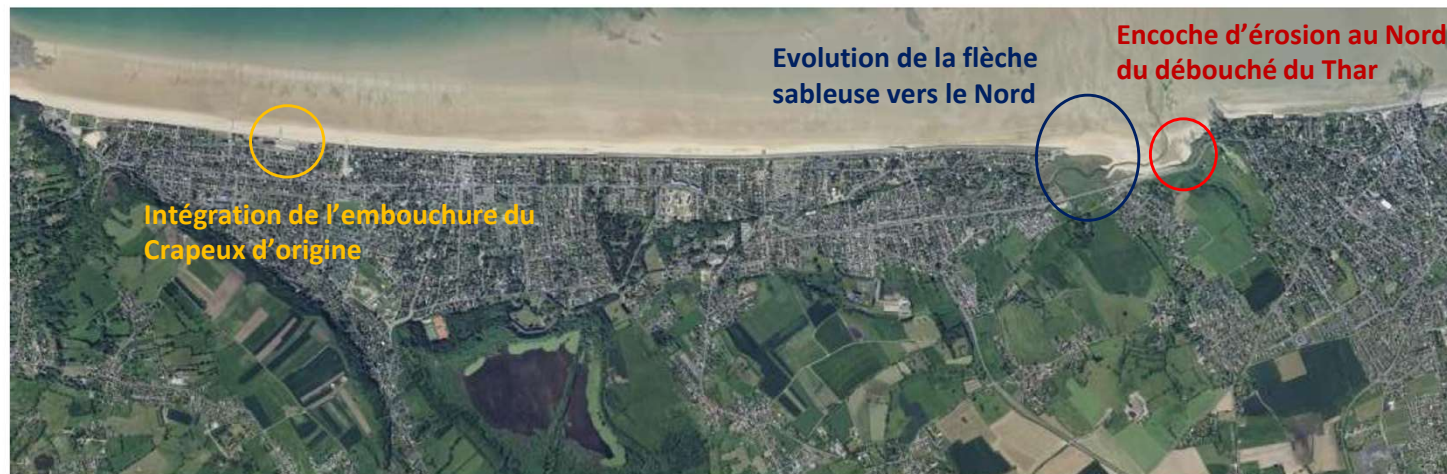 Evolution de la flèche
sableuse vers le Nord
Encoche d’érosion au Nord
du débouché du Thar
Intégration de l’embouchure du
Crapeux d’origine